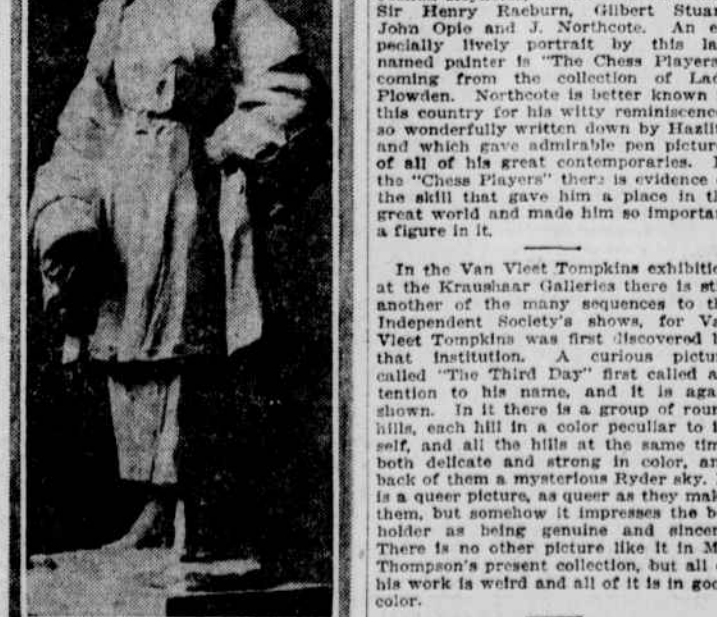 Sir Henry Raeburn, Gilbert Stuar
John Opie and J. Northcote. An e
pecially lively portrait by this la
named painter is "The Chess Players
coming from the collection of Lad
Plowden. Northcote is better known
this country for his witty reminiscence
so wonderfully written down by Hazlit
and which gave admirable pen picture
of all of his great contemporaries. I
the "Chess Players" there is evidence
the skill that gave him a place in th
great world and made him so importa
a figure in it.
In the Van Vleet Tompkins exhibitio
at the Kraushaar Galleries there is sti
another of the many sequences to th
Independent Society's shows, for Va
Vleet Tompkins was first discovered b
that institution. A curious pictur
called "The Third Day" first called a
tention to his name, and it is aga
shown. In it there is a group of roun
hills, each hill in a color peculiar to i
self, and all the hills at the same tim
both delicate and strong in color, an
back of them a mysterious Ryder sky.
is a queer picture, as queer as they mak
them, but somehow it impresses the b
holder as being genuine and sincer
There is no other picture like it in M
Thompson's present collection, but all
his work is weird and all of it is in goo
color.